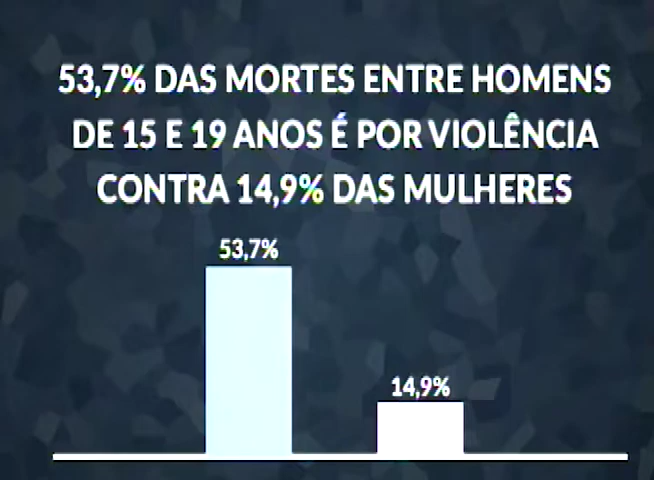 53,7% DAS MORTES ENTRE HOMENS
DE 15 E 19 ANOS É POR VIOLÊNCIA
CONTRA 14,9% DAS MULHERES
53,7%
14,9%